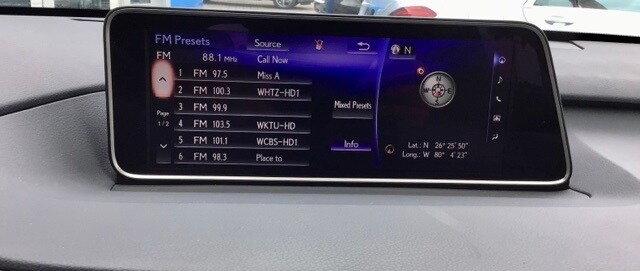 FM Presets Source
FM 88.1 MHz Call Now
1 FM 97.5 Miss A
2 FM 100.3 WHTZ-HD1
3 FM 99.9
Page
1/2
4 FM 103.5 WKTU-HD
5 FM 101.1 WCBS-HD1
6 FM 98.3 Place to
Mixed Presets
Info
N
N
W E
S
Lat.: N 26° 25' 50"
Long.: W 80° 4' 23"